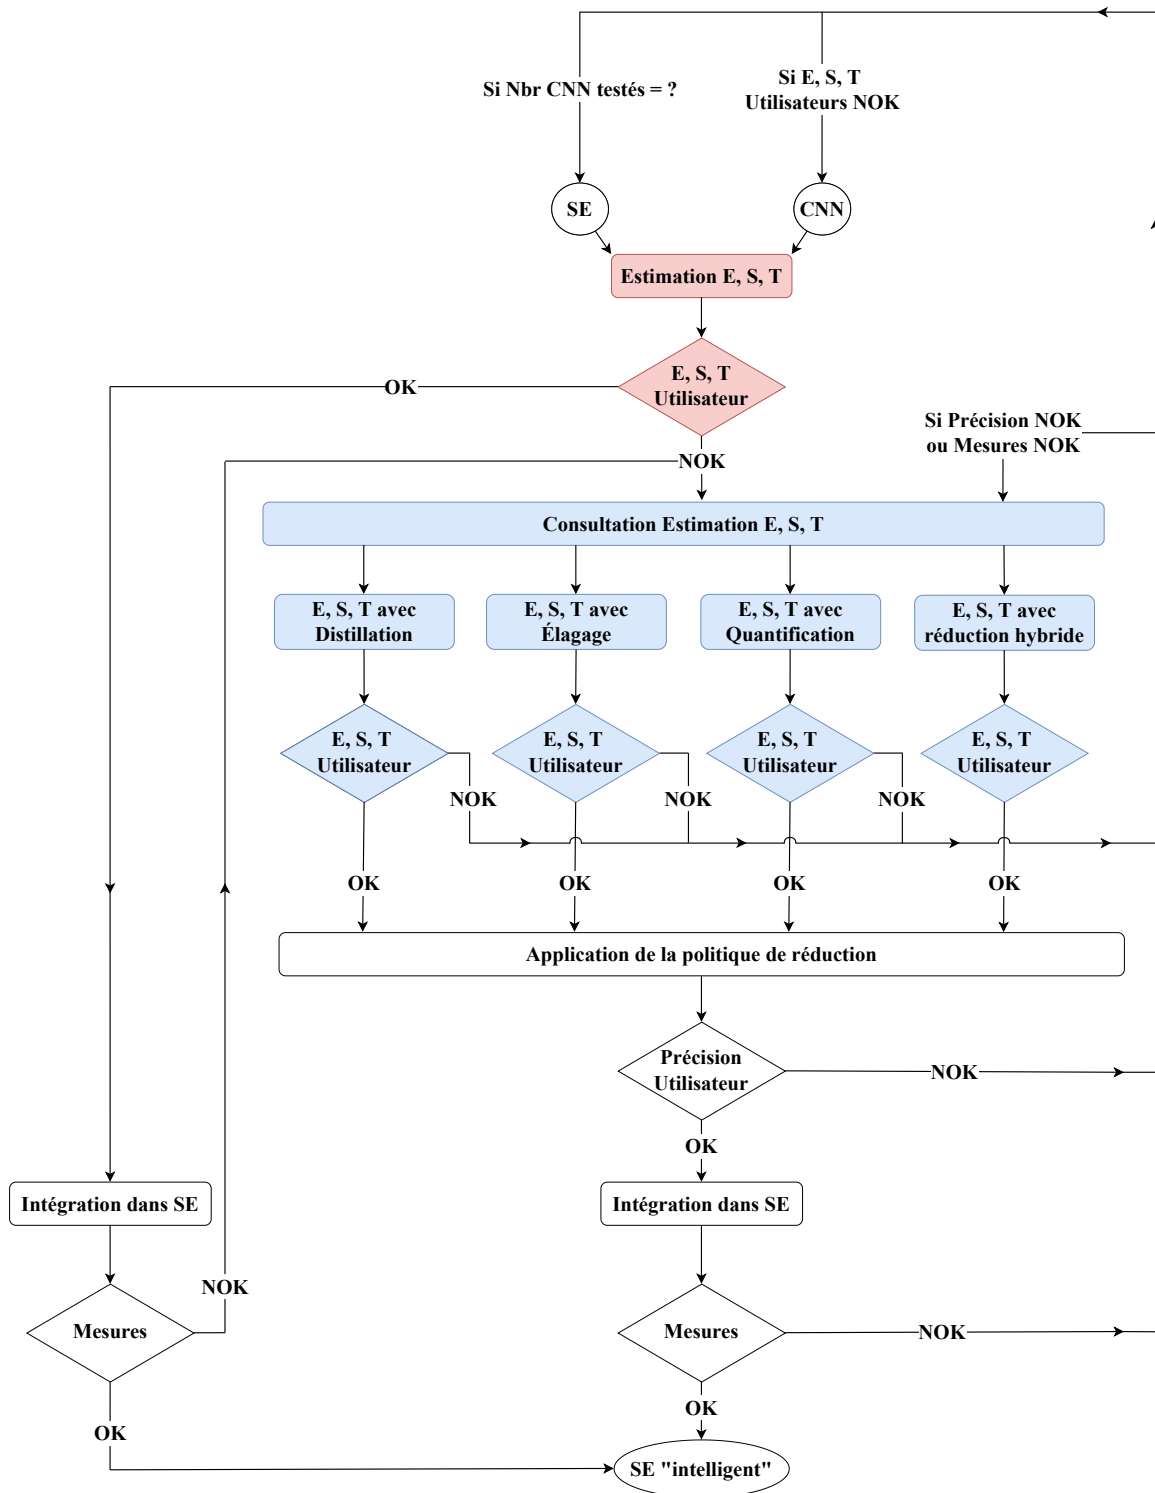 Si Nbr CNN testés = ?
Si E, S, T
Utilisateurs NOK
SE
CNN
Estimation E, S, T
E, S, T
Utilisateur
OK
NOK
Si Précision NOK
ou Mesures NOK
Consultation Estimation E, S, T
E, S, T avec
Distillation
E, S, T avec
Élagage
E, S, T avec
Quantification
E, S, T avec
réduction hybride
E, S, T
Utilisateur
E, S, T
Utilisateur
E, S, T
Utilisateur
E, S, T
Utilisateur
NOK
NOK
NOK
OK
OK
OK
OK
Application de la politique de réduction
Précision
Utilisateur
NOK
OK
Intégration dans SE
Intégration dans SE
NOK
Mesures
Mesures
NOK
OK
OK
SE "intelligent"